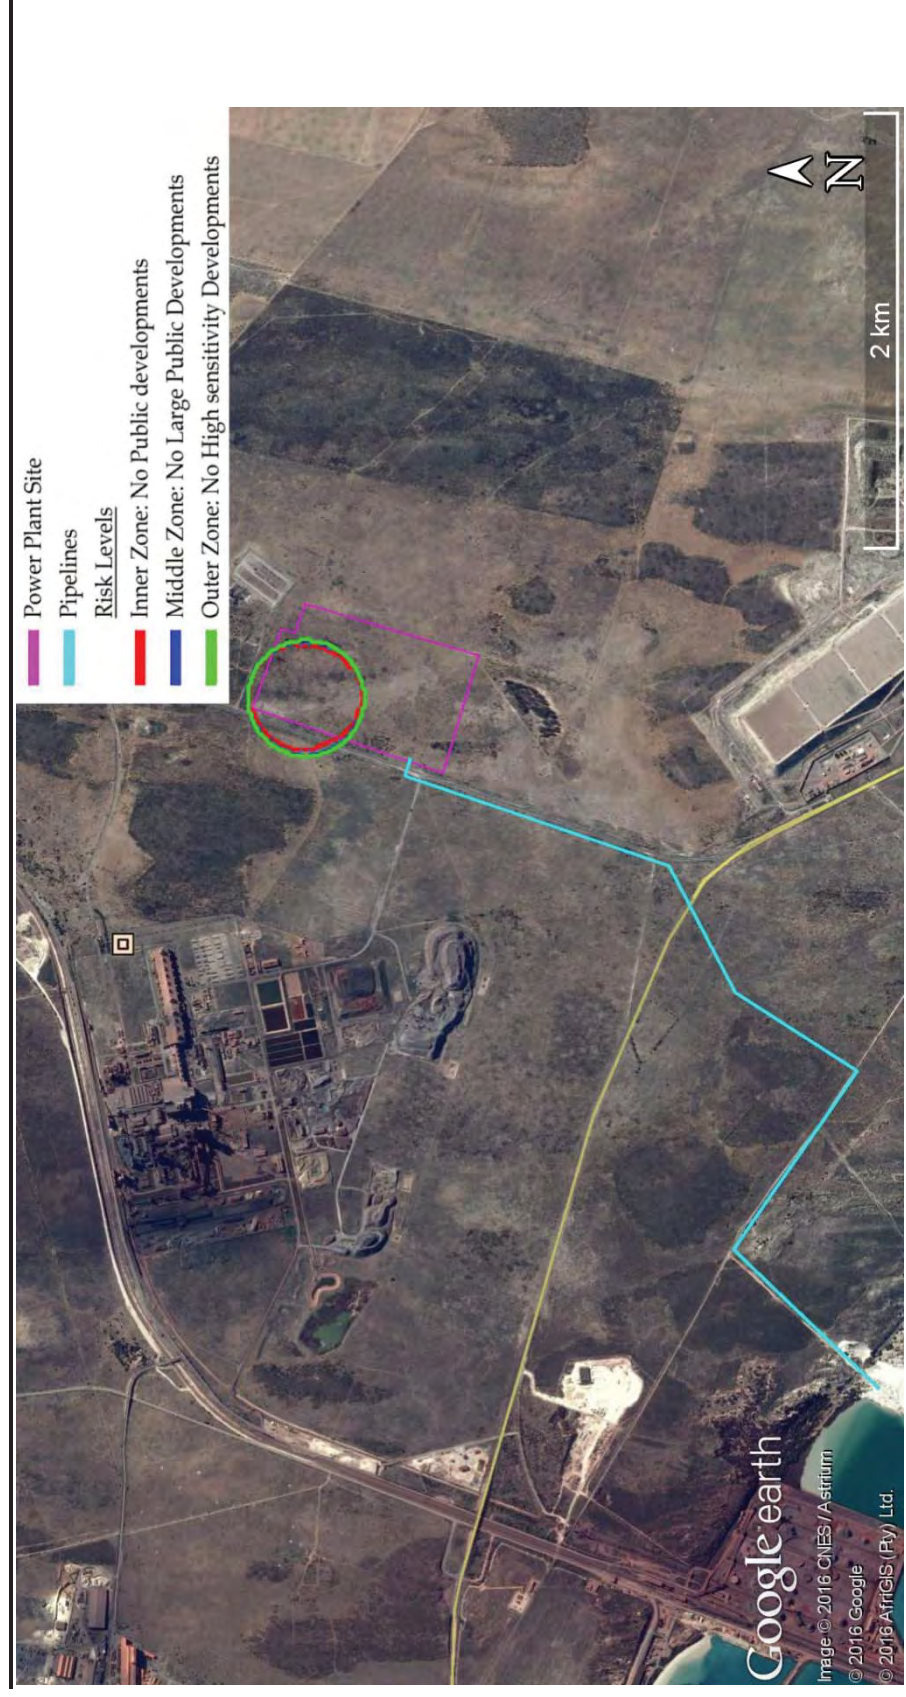 Power Plant Site
Pipelines
Risk Levels
Inner Zone: No Public developments
Middle Zone: No Large Public Developments
Outer Zone: No High sensitivity Developments
N
2 km
Google earth
Image © 2016 CNES / Astrium
© 2016 Google
© 2016 AfriGIS (Pty) Ltd.